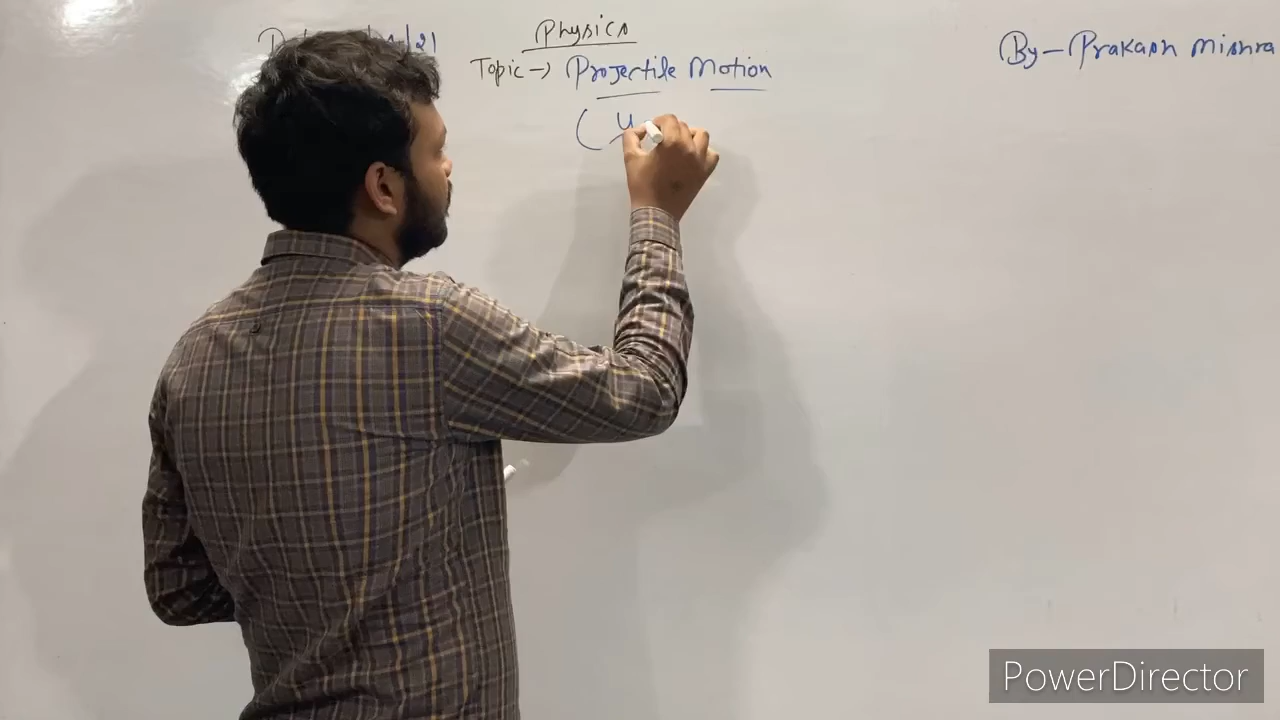 Physics
Topic → Projectile Motion
By - Prakash Mishra
PowerDirector